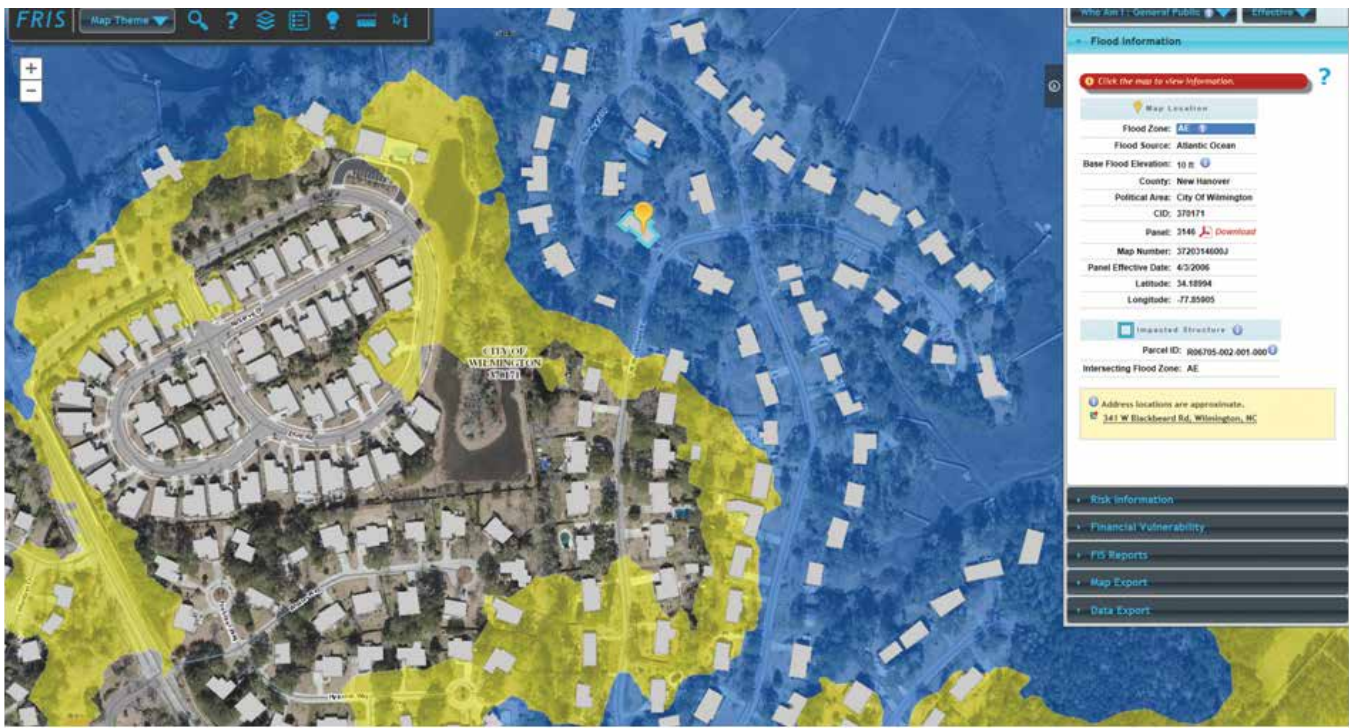 FRIS Map Theme ?
Who Am I : General Public Effective
Flood Information
Click the map to view information. ?
Map Location
Flood Zone: AE
Flood Source: Atlantic Ocean
Base Flood Elevation: 10 ft
County: New Hanover
Political Area: City Of Wilmington
CID: 370171
Panel: 3146 Download
Map Number: 3720314600J
Panel Effective Date: 4/3/2006
Latitude: 34.18994
Longitude: -77.85905
Impacted Structure
Parcel ID: R06705-002-001-000
Intersecting Flood Zone: AE
Address locations are approximate.
341 W Blackbeard Rd, Wilmington, NC
Risk Information
Financial Vulnerability
FIS Reports
Map Export
Data Export
+
−
CITY OF
WILMINGTON
370171